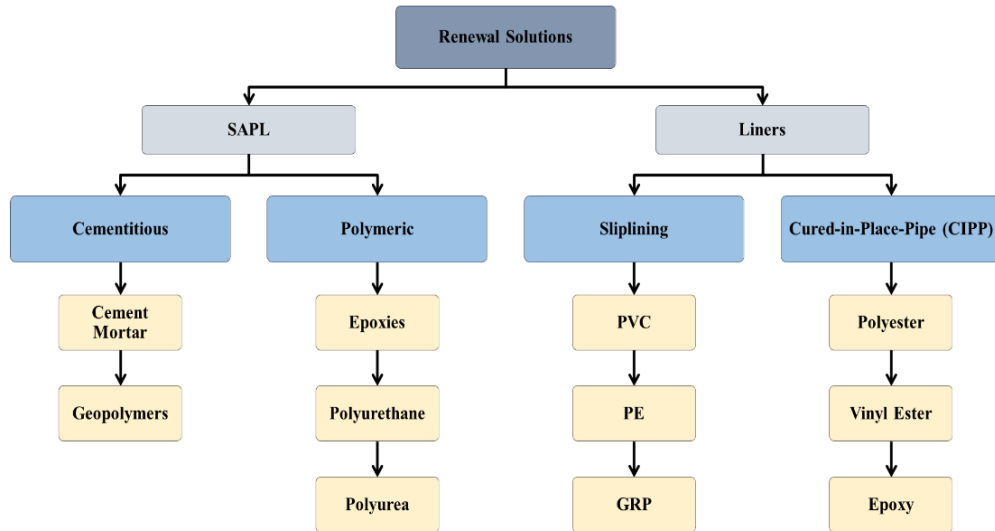 Renewal Solutions
SAPL
Liners
Cementitious
Polymeric
Sliplining
Cured-in-Place-Pipe (CIPP)
Cement
Mortar
Epoxies
PVC
Polyester
Geopolymers
Polyurethane
PE
Vinyl Ester
Polyurea
GRP
Epoxy